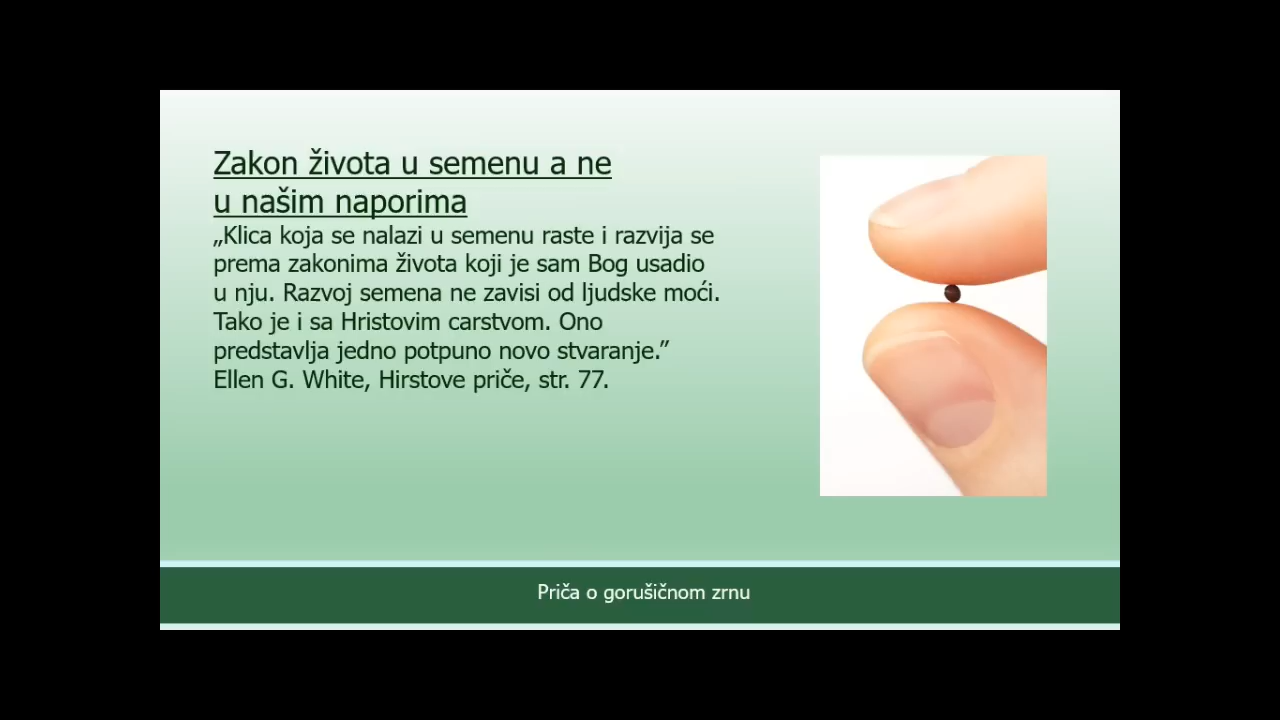 Zakon života u semenu a ne
u našim naporima
„Klica koja se nalazi u semenu raste i razvija se
prema zakonima života koji je sam Bog usadio
u nju. Razvoj semena ne zavisi od ljudske moći.
Tako je i sa Hristovim carstvom. Ono
predstavlja jedno potpuno novo stvaranje.”
Ellen G. White, Hirstove priče, str. 77.
Priča o gorušičnom zrnu